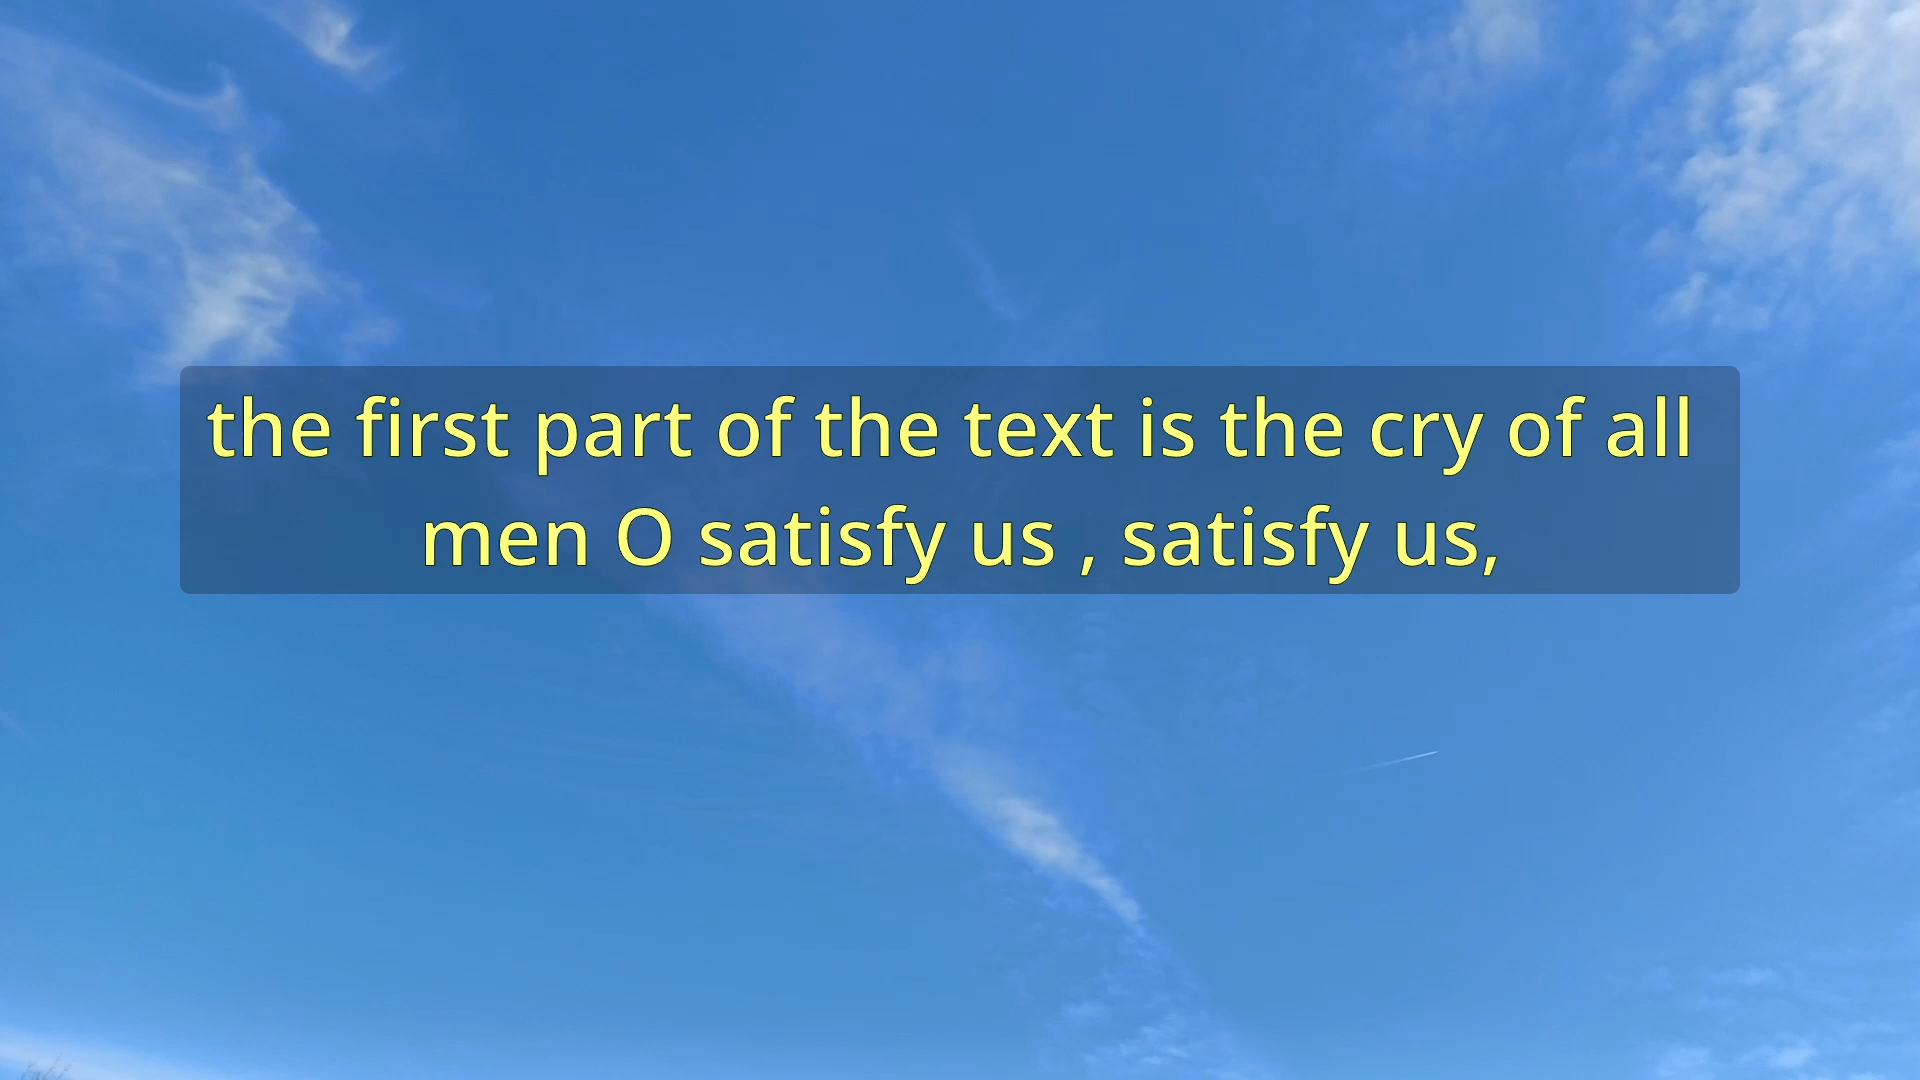 the first part of the text is the cry of all
men O satisfy us , satisfy us,